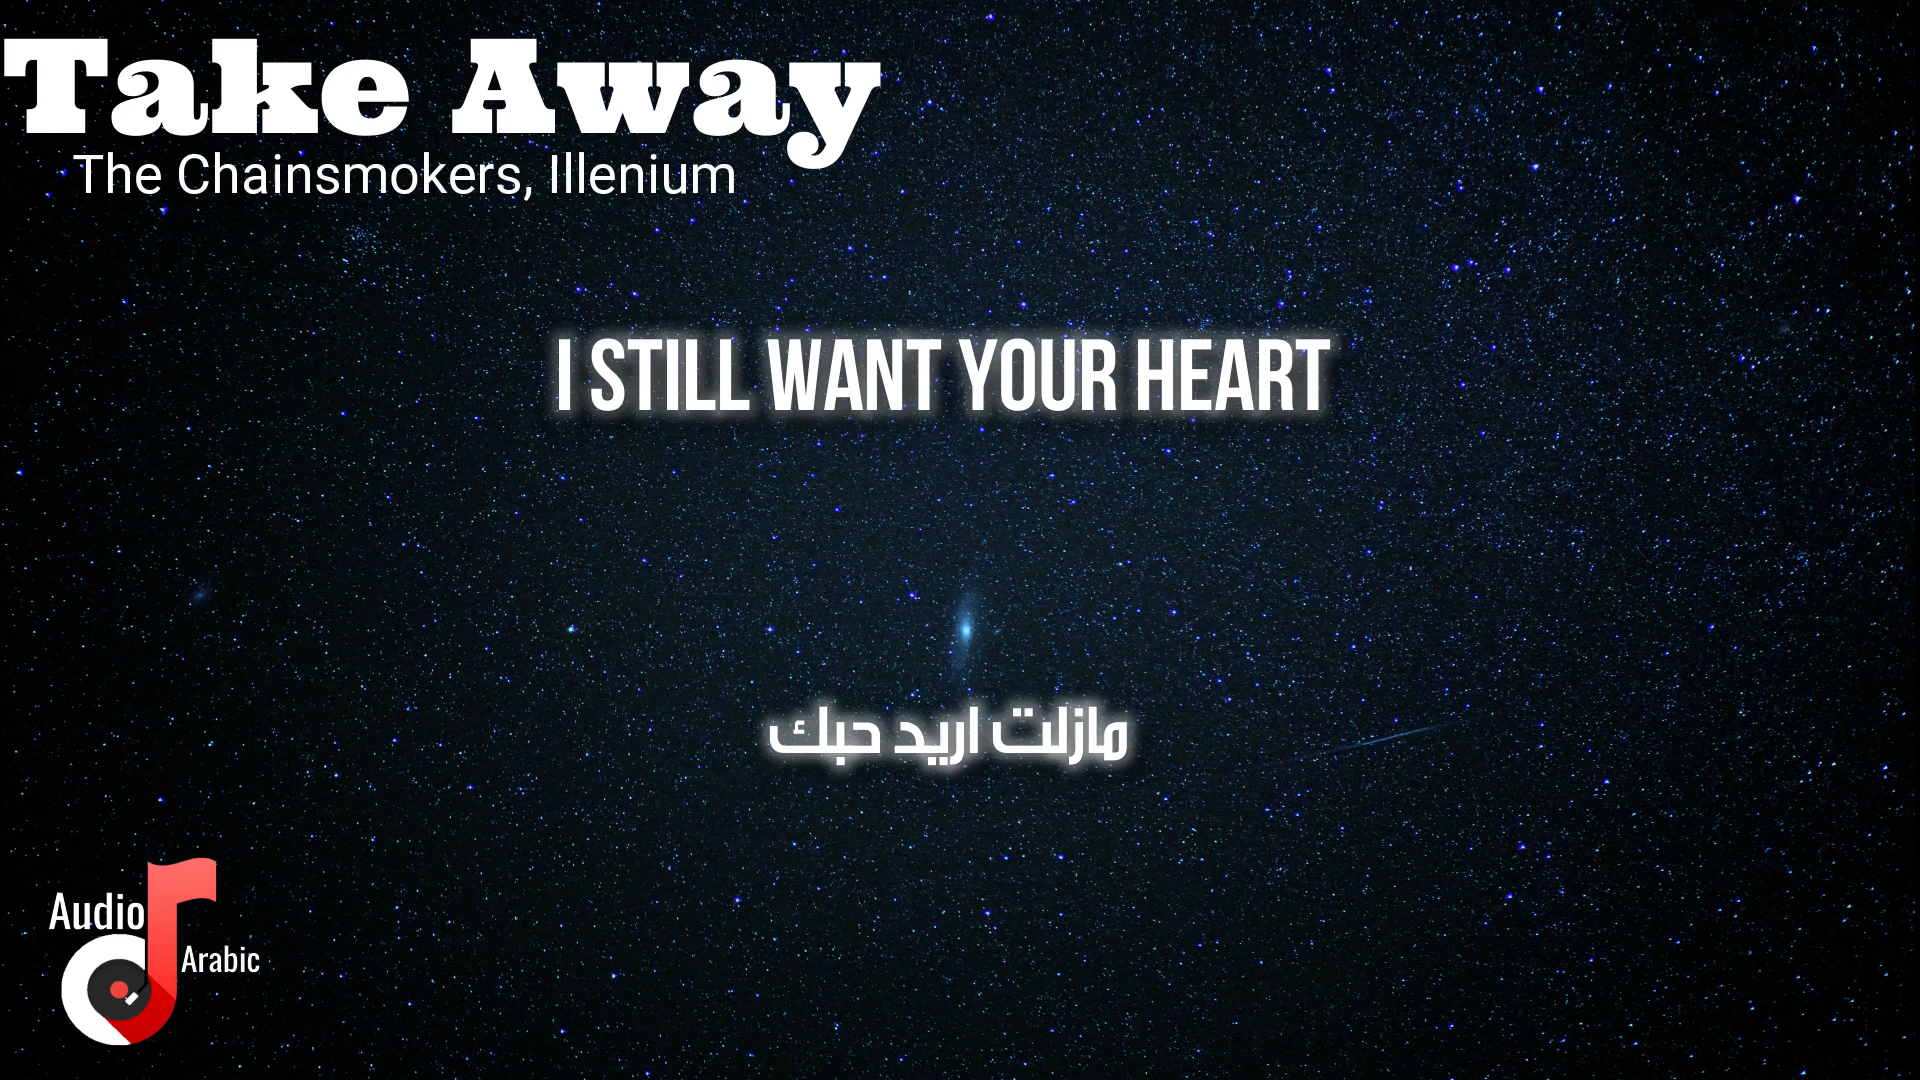 Take Away
The Chainsmokers, Illenium
I STILL WANT YOUR HEART
مازلت اريد حبك
Audio
Arabic